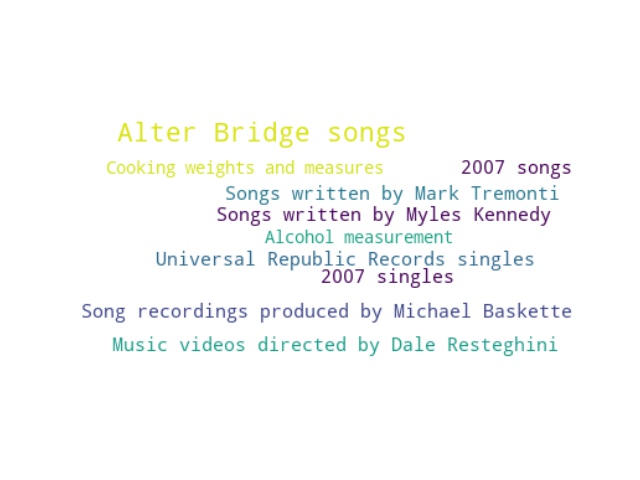 Alter Bridge songs
Cooking weights and measures 2007 songs
Songs written by Mark Tremonti
Songs written by Myles Kennedy
Alcohol measurement
Universal Republic Records singles
2007 singles
Song recordings produced by Michael Baskette
Music videos directed by Dale Resteghini